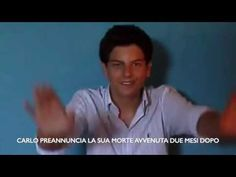 CARLO PREANNUNCIA LA SUA MORTE AVVENUTA DUE MESI DOPO